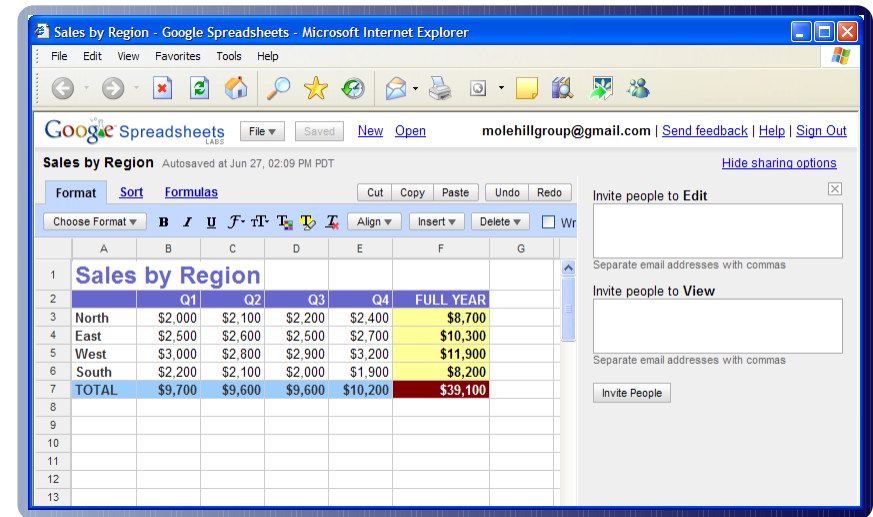 Sales by Region - Google Spreadsheets - Microsoft Internet Explorer
File Edit View Favorites Tools Help
Google Spreadsheets LABS File Saved New Open molehillgroup@gmail.com | Send feedback | Help | Sign Out
Sales by Region Autosaved at Jun 27, 02:09 PM PDT Hide sharing options
Format Sort Formulas Cut Copy Paste Undo Redo
Choose Format B I U F TT T T T Align Insert Delete Wr
A B C D E F G
1 Sales by Region
2 Q1 Q2 Q3 Q4 FULL YEAR
3 North $2,000 $2,100 $2,200 $2,400 $8,700
4 East $2,500 $2,600 $2,500 $2,700 $10,300
5 West $3,000 $2,800 $2,900 $3,200 $11,900
6 South $2,200 $2,100 $2,000 $1,900 $8,200
7 TOTAL $9,700 $9,600 $9,600 $10,200 $39,100
8
9
10
11
12
13
Invite people to Edit
Separate email addresses with commas
Invite people to View
Separate email addresses with commas
Invite People